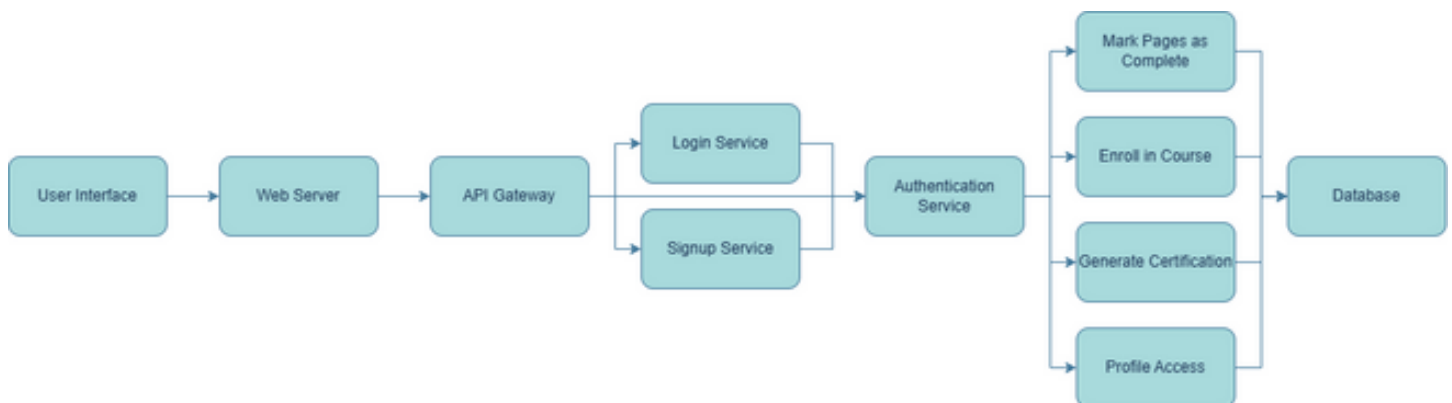 User Interface
Web Server
API Gateway
Login Service
Signup Service
Authentication
Service
Mark Pages as
Complete
Enroll in Course
Generate Certification
Profile Access
Database